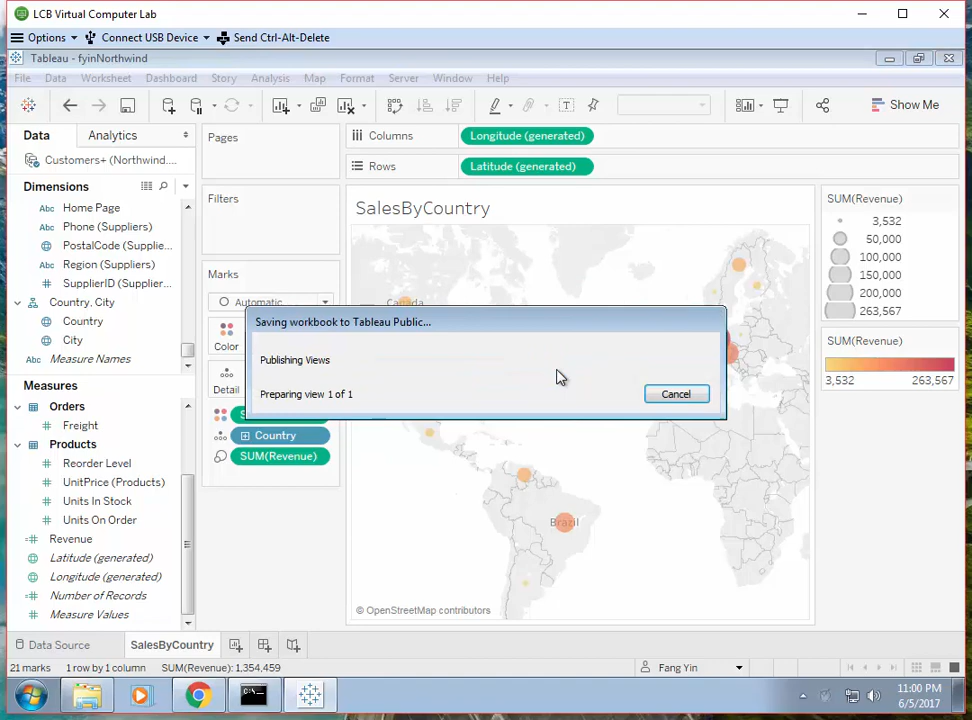 LCB Virtual Computer Lab
Options Connect USB Device Send Ctrl-Alt-Delete
Tableau - fyinNorthwind
File Data Worksheet Dashboard Story Analysis Map Format Server Window Help
Show Me
Data Analytics
Customers+ (Northwind....
Dimensions
Abc Home Page
Abc Phone (Suppliers)
PostalCode (Supplie...
Abc Region (Suppliers)
SupplierID (Supplier...
Country, City
Country
City
Abc Measure Names
Measures
Orders
Freight
Products
Reorder Level
UnitPrice (Products)
Units In Stock
Units On Order
Revenue
Latitude (generated)
Longitude (generated)
Number of Records
Measure Values
Pages
Filters
Marks
Automatic
Color
Detail
Country
SUM(Revenue)
Columns Longitude (generated)
Rows Latitude (generated)
SalesByCountry
Canada
Brazil
© OpenStreetMap contributors
Saving workbook to Tableau Public...
Publishing Views
Preparing view 1 of 1
Cancel
SUM(Revenue)
3,532
50,000
100,000
150,000
200,000
263,567
SUM(Revenue)
3,532 263,567
Data Source SalesByCountry
21 marks 1 row by 1 column SUM(Revenue): 1,354,459
Fang Yin
11:00 PM
6/5/2017